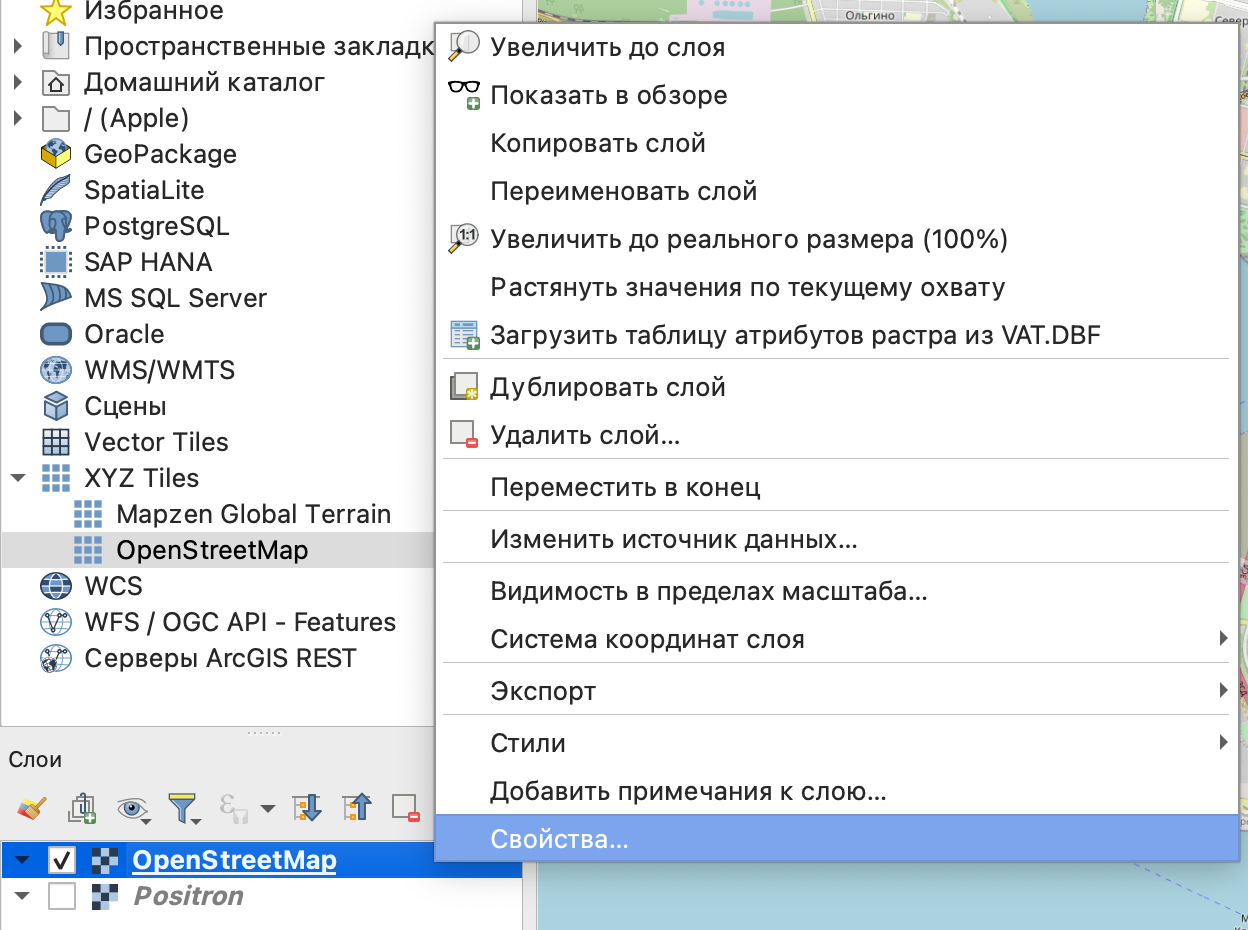 Избранное
Пространственные закладк
Домашний каталог
/ (Apple)
GeoPackage
SpatiaLite
PostgreSQL
SAP HANA
MS SQL Server
Oracle
WMS/WMTS
Сцены
Vector Tiles
XYZ Tiles
Mapzen Global Terrain
OpenStreetMap
WCS
WFS / OGC API - Features
Серверы ArcGIS REST
Слои
OpenStreetMap
Positron
Ольгино
Увеличить до слоя
Показать в обзоре
Копировать слой
Переименовать слой
1:1
Увеличить до реального размера (100%)
Растянуть значения по текущему охвату
Загрузить таблицу атрибутов растра из VAT.DBF
Дублировать слой
Удалить слой...
Переместить в конец
Изменить источник данных...
Видимость в пределах масштаба...
Система координат слоя
Экспорт
Стили
Добавить примечания к слою...
Свойства...